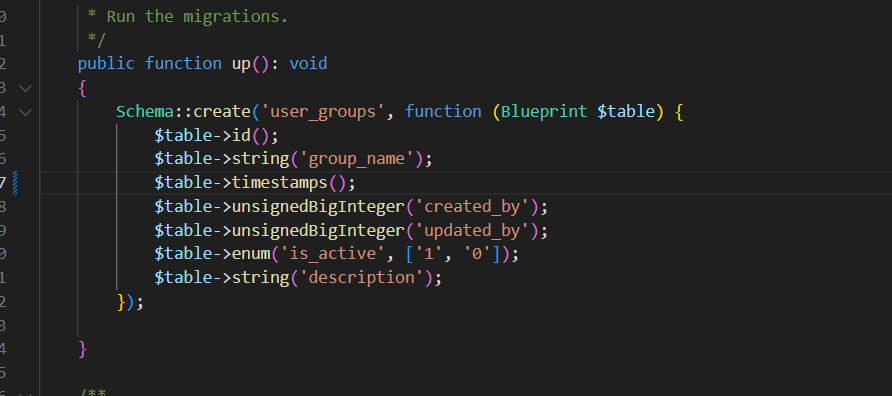 0 * Run the migrations.
1 */
2 public function up(): void
3 {
4 Schema::create('user_groups', function (Blueprint $table) {
5 $table->id();
6 $table->string('group_name');
7 $table->timestamps();
8 $table->unsignedBigInteger('created_by');
9 $table->unsignedBigInteger('updated_by');
0 $table->enum('is_active', ['1', '0']);
1 $table->string('description');
2 });
3
4 }
5
6 /**